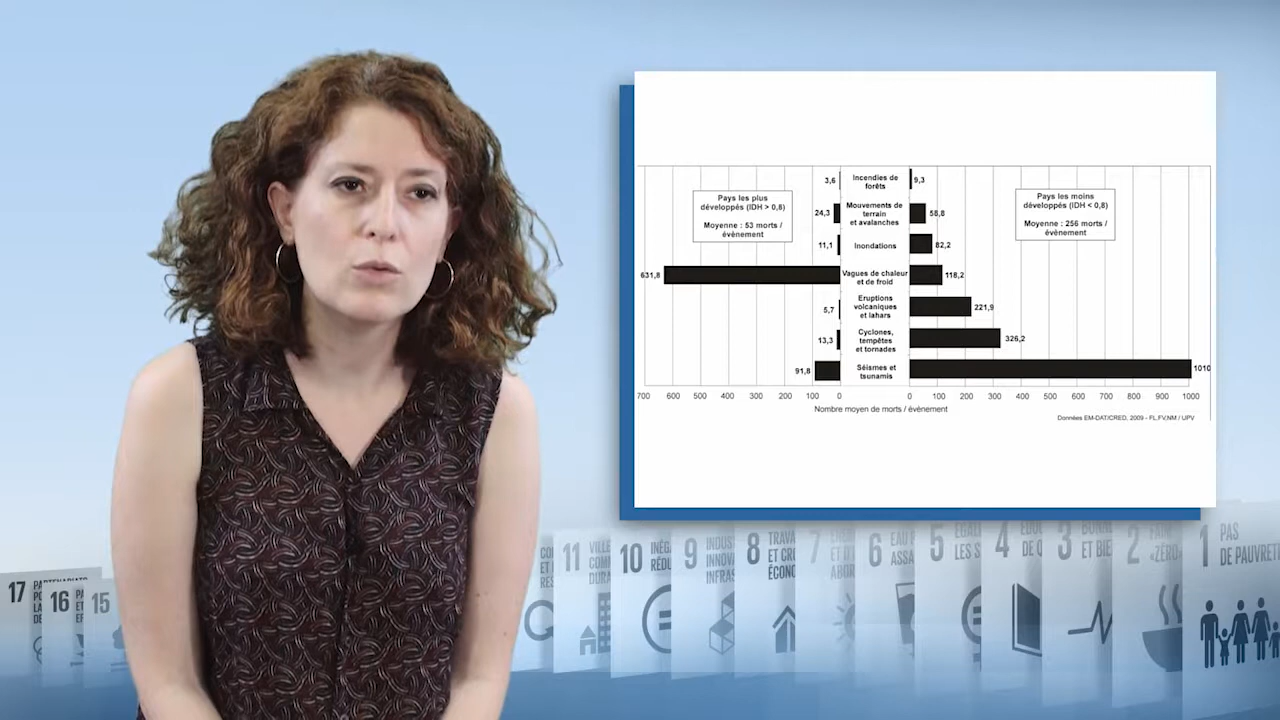 Incendies de
forêts
3,6
9,3
Pays les plus
développés (IDH > 0,8)
Moyenne : 53 morts /
évènement
Pays les moins
développés (IDH < 0,8)
Moyenne : 256 morts /
évènement
24,3
Mouvements de
terrain
et avalanches
58,8
11,1
Inondations
82,2
631,8
Vagues de chaleur
et de froid
118,2
5,7
Eruptions
volcaniques
et lahars
221,9
13,3
Cyclones,
tempêtes
et tornades
326,2
91,8
Séismes et
tsunamis
1010
700 600 500 400 300 200 100 0 0 100 200 300 400 500 600 700 800 900 1000
Nombre moyen de morts / évènement
Données EM-DAT/CRED, 2009 - FL,FV,NM / UPV
17
16
15
11
10
9
8
7
6
5
LES S
4
3
ET BIE
2
1 PAS
DE PAUVRET